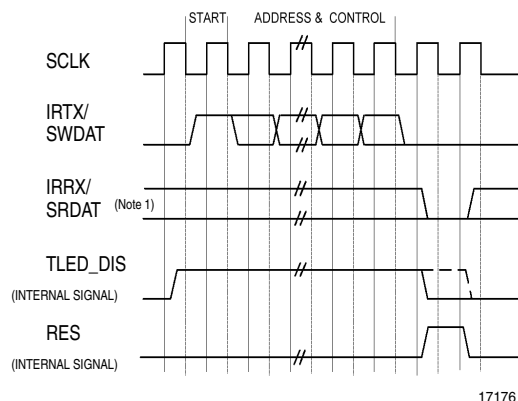 START ADDRESS & CONTROL
SCLK
IRTX/
SWDAT
IRRX/
SRDAT (Note 1)
TLED_DIS
(INTERNAL SIGNAL)
RES
(INTERNAL SIGNAL)
17176